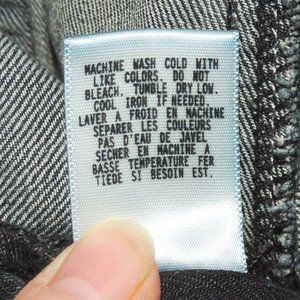 MACHINE WASH COLD WITH
LIKE COLORS. DO NOT
BLEACH. TUMBLE DRY LOW.
COOL IRON IF NEEDED.
LAVER A FROID EN MACHINE
SEPARER LES COULEURS
PAS D'EAU DE JAVEL
SECHER EN MACHINE A
BASSE TEMPERATURE FER
TIEDE SI BESOIN EST.